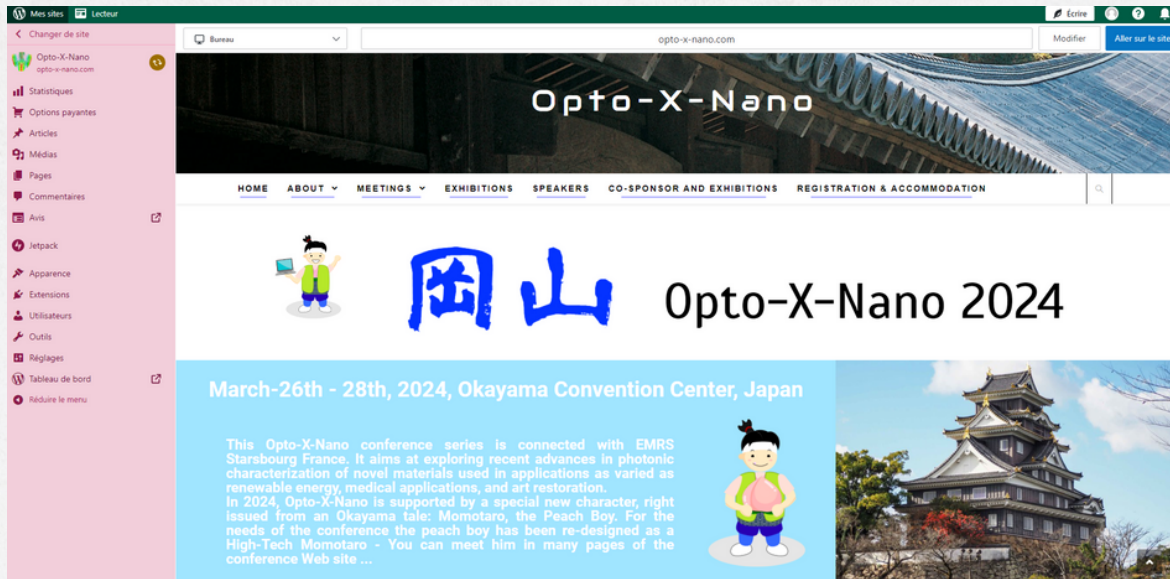 Mes sites Lecteur Écrire
Changer de site
Opto-X-Nano
opto-x-nano.com
Statistiques
Options payantes
Articles
Médias
Pages
Commentaires
Avis
Jetpack
Apparence
Extensions
Utilisateurs
Outils
Réglages
Tableau de bord
Réduire le menu
Bureau opto-x-nano.com Modifier Aller sur le site
Opto-X-Nano
HOME ABOUT MEETINGS EXHIBITIONS SPEAKERS CO-SPONSOR AND EXHIBITIONS REGISTRATION & ACCOMMODATION
岡山 Opto-X-Nano 2024
March-26th - 28th, 2024, Okayama Convention Center, Japan
This Opto-X-Nano conference series is connected with EMRS
Starsbourg France. It aims at exploring recent advances in photonic
characterization of novel materials used in applications as varied as
renewable energy, medical applications, and art restoration.
In 2024, Opto-X-Nano is supported by a special new character, right
issued from an Okayama tale: Momotaro, the Peach Boy. For the
needs of the conference the peach boy has been re-designed as a
High-Tech Momotaro - You can meet him in many pages of the
conference Web site ...